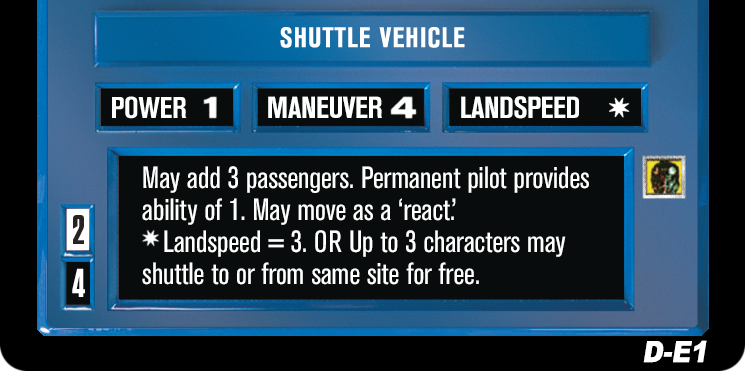 SHUTTLE VEHICLE
POWER 1 MANEUVER 4 LANDSPEED ✷
May add 3 passengers. Permanent pilot provides
ability of 1. May move as a ‘react’.
✷ Landspeed = 3. OR Up to 3 characters may
shuttle to or from same site for free.
2
4
D-E1